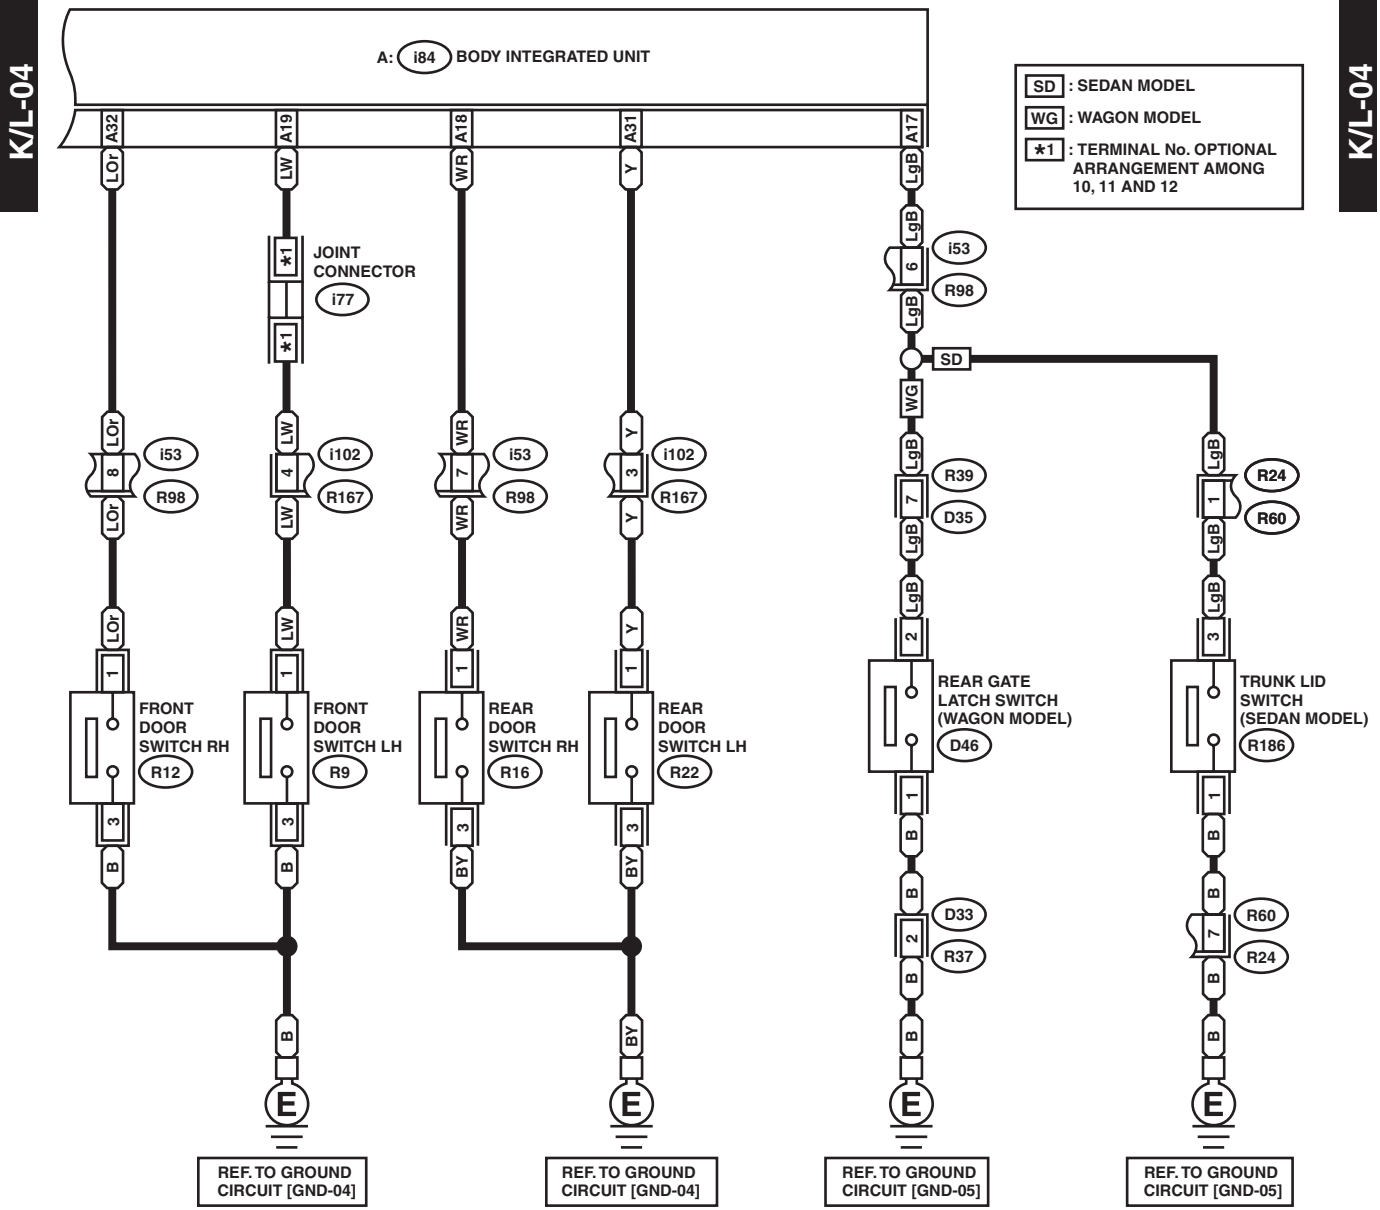 K/L-04
K/L-04
A: i84 BODY INTEGRATED UNIT
SD : SEDAN MODEL
WG : WAGON MODEL
*1 : TERMINAL No. OPTIONAL
ARRANGEMENT AMONG
10, 11 AND 12
A32
A19
A18
A31
A17
LOr
LW
WR
Y
LgB
LgB
6
i53
R98
LgB
*1
JOINT
CONNECTOR
i77
*1
SD
WG
LOr
LW
WR
Y
LgB
LgB
8
i53
R98
4
i102
R167
7
i53
R98
3
i102
R167
7
R39
D35
1
R24
R60
LOr
LW
WR
Y
LgB
LgB
LOr
LW
WR
Y
LgB
LgB
1
1
1
1
2
3
FRONT
DOOR
SWITCH RH
R12
FRONT
DOOR
SWITCH LH
R9
REAR
DOOR
SWITCH RH
R16
REAR
DOOR
SWITCH LH
R22
REAR GATE
LATCH SWITCH
(WAGON MODEL)
D46
TRUNK LID
SWITCH
(SEDAN MODEL)
R186
3
3
3
3
1
1
B
B
BY
BY
B
B
B
B
2
D33
R37
7
R60
R24
B
B
B
BY
B
B
E
E
E
E
REF. TO GROUND
CIRCUIT [GND-04]
REF. TO GROUND
CIRCUIT [GND-04]
REF. TO GROUND
CIRCUIT [GND-05]
REF. TO GROUND
CIRCUIT [GND-05]